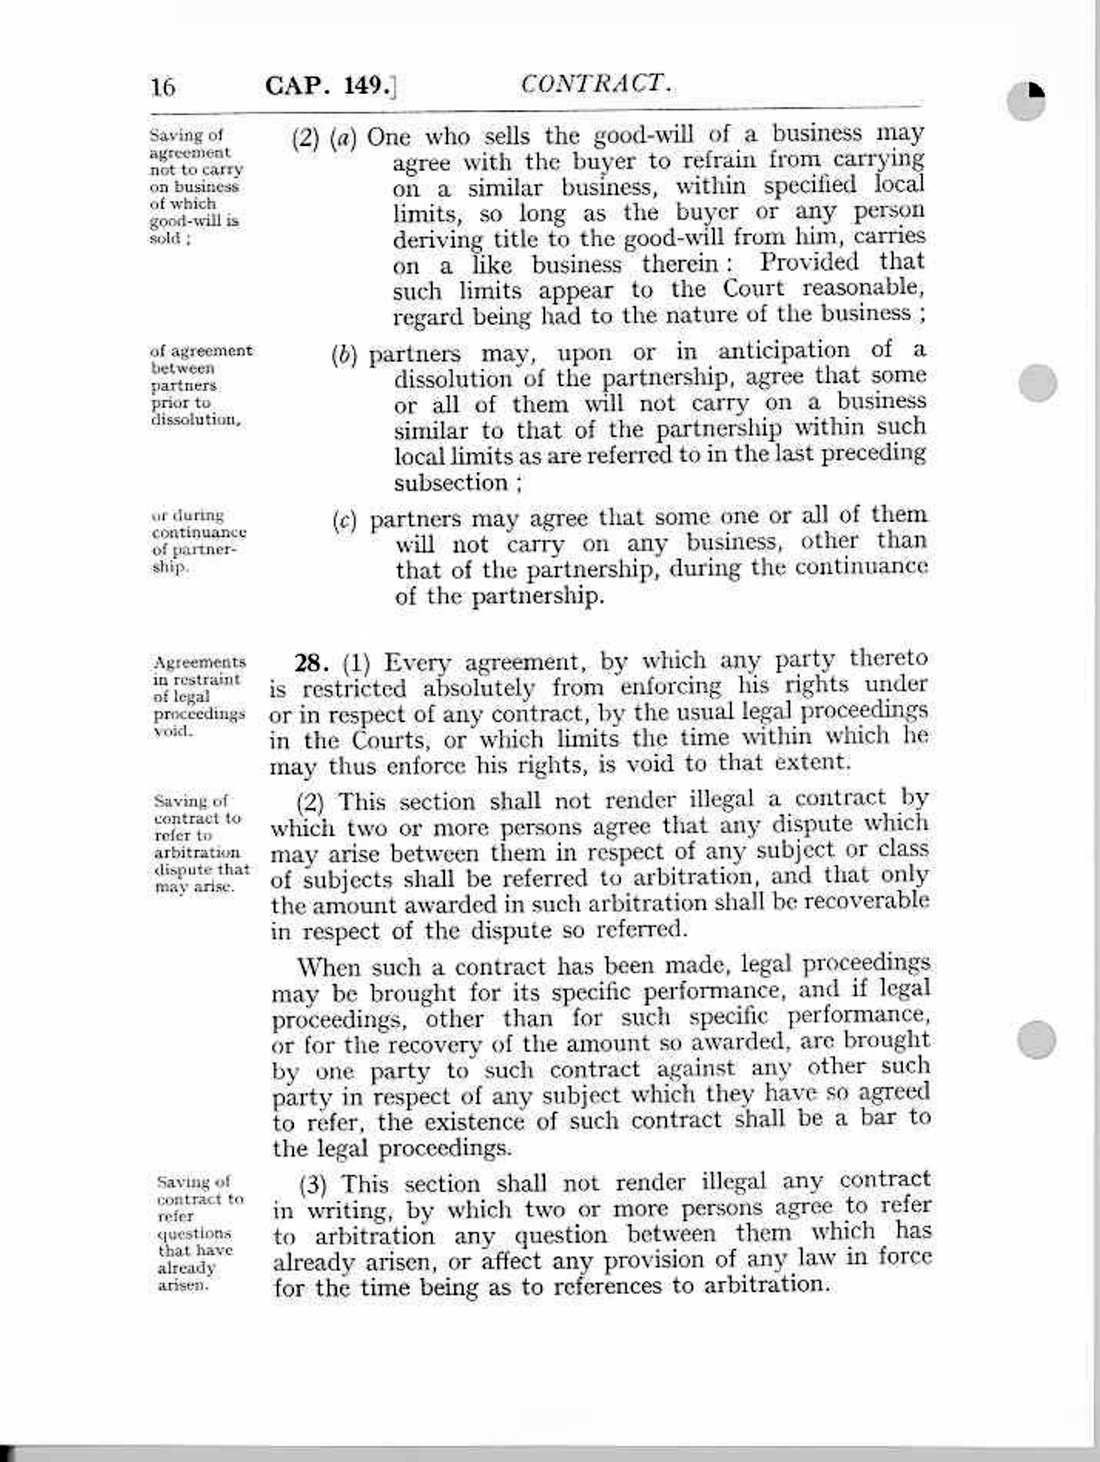 16 CAP. 149.] CONTRACT.
Saving of
agreement
not to carry
on business
of which
good-will is
sold ;
(2) (a) One who sells the good-will of a business may
agree with the buyer to refrain from carrying
on a similar business, within specified local
limits, so long as the buyer or any person
deriving title to the good-will from him, carries
on a like business therein : Provided that
such limits appear to the Court reasonable,
regard being had to the nature of the business ;
of agreement
between
partners
prior to
dissolution,
(b) partners may, upon or in anticipation of a
dissolution of the partnership, agree that some
or all of them will not carry on a business
similar to that of the partnership within such
local limits as are referred to in the last preceding
subsection ;
or during
continuance
of partner-
ship.
(c) partners may agree that some one or all of them
will not carry on any business, other than
that of the partnership, during the continuance
of the partnership.
Agreements
in restraint
of legal
proceedings
void.
28. (1) Every agreement, by which any party thereto
is restricted absolutely from enforcing his rights under
or in respect of any contract, by the usual legal proceedings
in the Courts, or which limits the time within which he
may thus enforce his rights, is void to that extent.
Saving of
contract to
refer to
arbitration
dispute that
may arise.
(2) This section shall not render illegal a contract by
which two or more persons agree that any dispute which
may arise between them in respect of any subject or class
of subjects shall be referred to arbitration, and that only
the amount awarded in such arbitration shall be recoverable
in respect of the dispute so referred.
When such a contract has been made, legal proceedings
may be brought for its specific performance, and if legal
proceedings, other than for such specific performance,
or for the recovery of the amount so awarded, are brought
by one party to such contract against any other such
party in respect of any subject which they have so agreed
to refer, the existence of such contract shall be a bar to
the legal proceedings.
Saving of
contract to
refer
questions
that have
already
arisen.
(3) This section shall not render illegal any contract
in writing, by which two or more persons agree to refer
to arbitration any question between them which has
already arisen, or affect any provision of any law in force
for the time being as to references to arbitration.